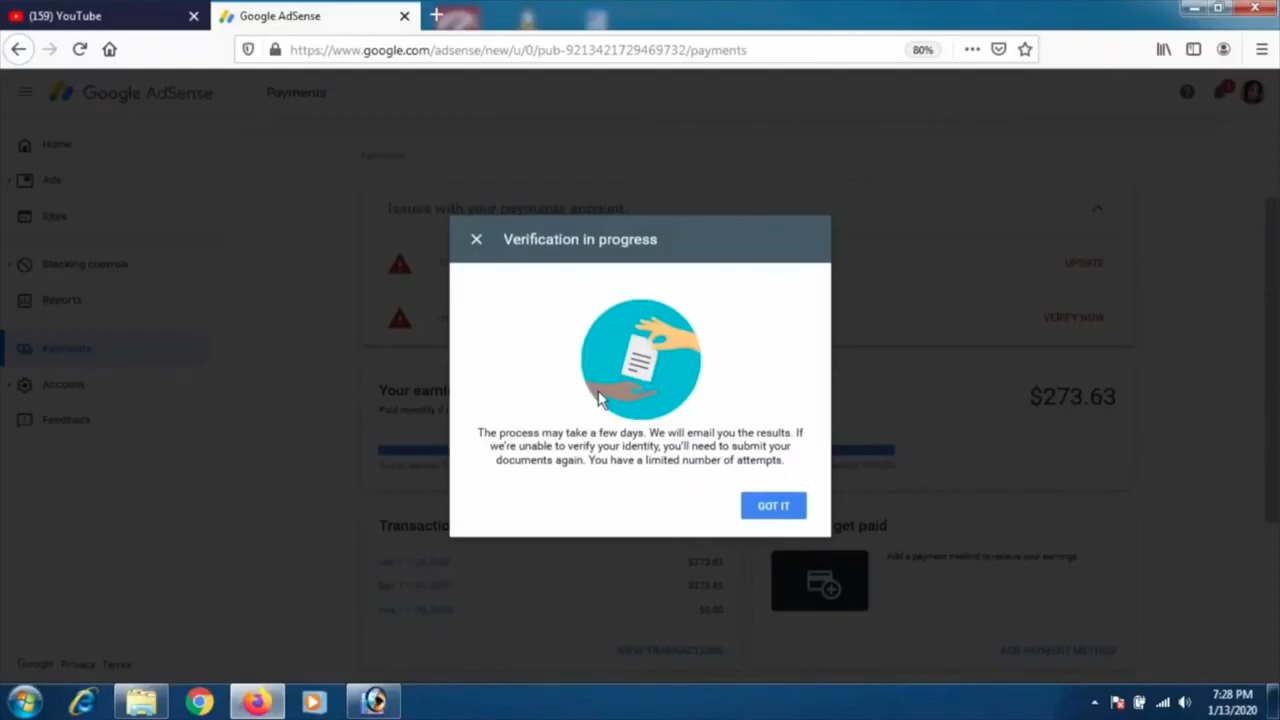 (159) YouTube
Google AdSense
https://www.google.com/adsense/new/u/0/pub-9213421729469732/payments
80%
Google AdSense
Payments
Home
Ads
Sites
Blocking controls
Reports
Payments
Account
Feedback
Payments
Issues with your payments account.
UPDATE
VERIFY NOW
Verification in progress
The process may take a few days. We will email you the results. If
we're unable to verify your identity, you'll need to submit your
documents again. You have a limited number of attempts.
GOT IT
Your earni
Paid monthly if
$273.63
Transactio
$273.63
$273.63
$0.00
VIEW TRANSACTIONS
get paid
Add a payment method to receive your earnings
ADD PAYMENT METHOD
Google Privacy Terms
7:28 PM
1/13/2020